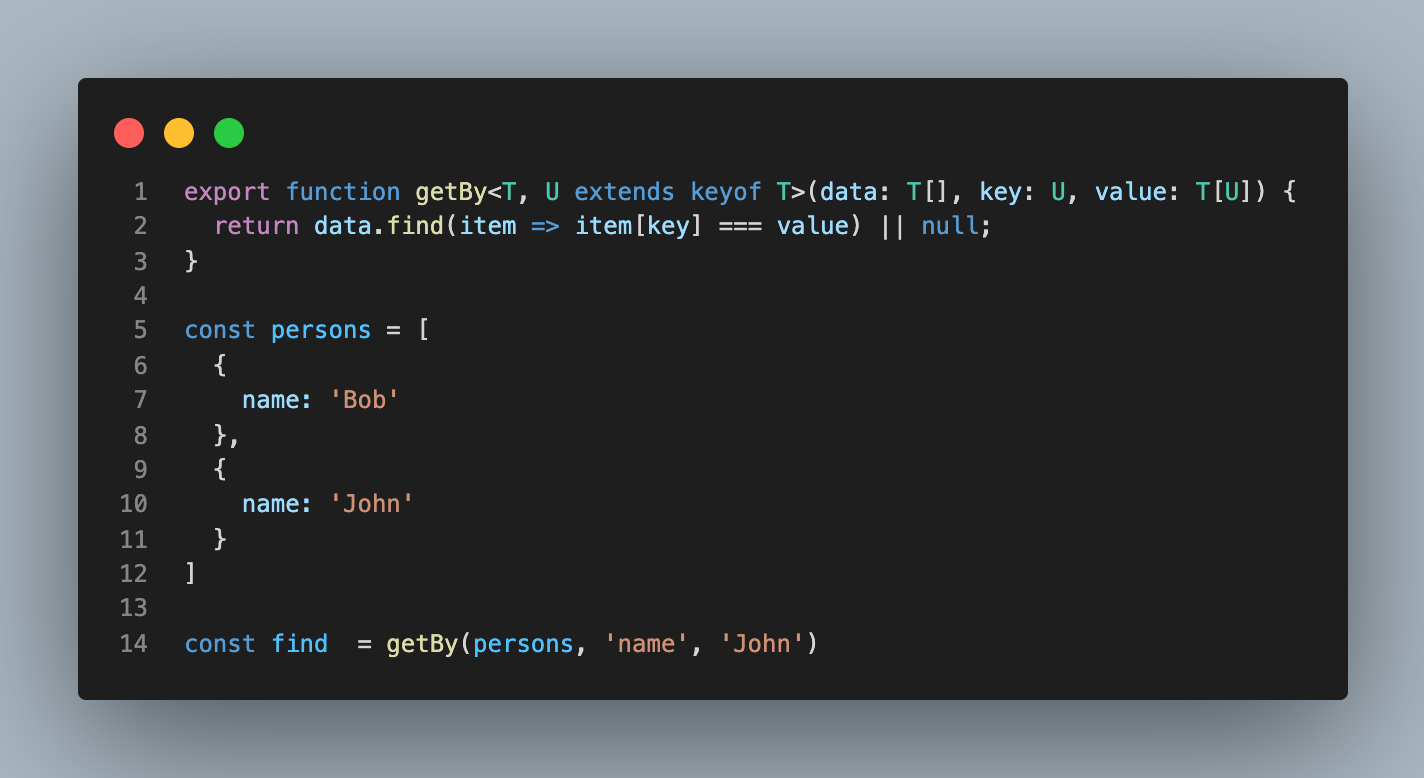 1 export function getBy<T, U extends keyof T>(data: T[], key: U, value: T[U]) {
2   return data.find(item => item[key] === value) || null;
3 }
4
5 const persons = [
6   {
7     name: 'Bob'
8   },
9   {
10     name: 'John'
11   }
12 ]
13
14 const find  = getBy(persons, 'name', 'John')